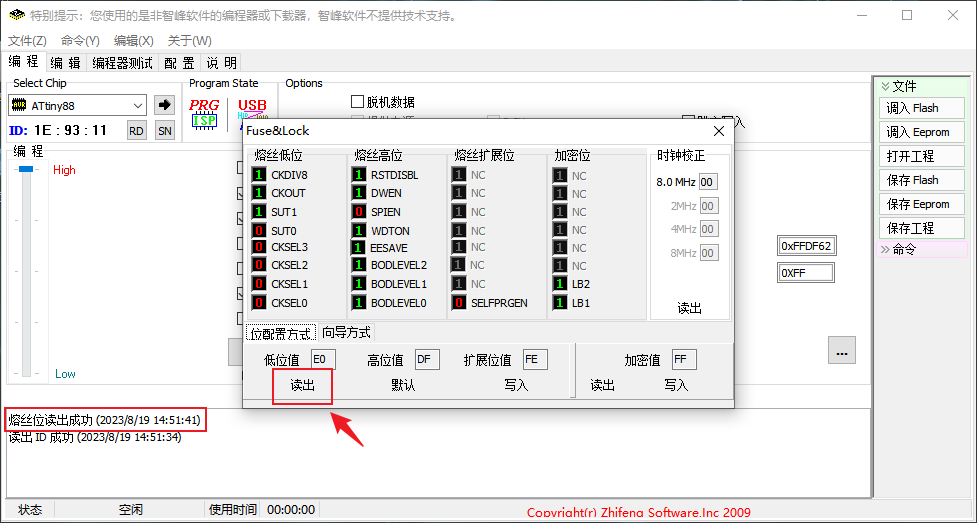 特别提示：您使用的是非智峰软件的编程器或下载器，智峰软件不提供技术支持。
文件(Z) 命令(Y) 编辑(X) 关于(W)
编 程 编 辑 编程器测试 配 置 说 明
Select Chip Program State Options
ATtiny88
PRG ISP USB
脱机数据
ID: 1E : 93 : 11 RD SN
编 程
High
Low
Fuse&Lock
熔丝低位 熔丝高位 熔丝扩展位 加密位 时钟校正
1 CKDIV8 1 RSTDISBL 1 NC 1 NC 8.0 MHz 00
1 CKOUT 1 DWEN 1 NC 1 NC
1 SUT1 0 SPIEN 1 NC 1 NC 2MHz 00
0 SUT0 1 WDTON 1 NC 1 NC 4MHz 00
0 CKSEL3 1 EESAVE 1 NC 1 NC 8MHz 00
0 CKSEL2 1 BODLEVEL2 1 NC 1 NC
0 CKSEL1 1 BODLEVEL1 1 NC 1 LB2
0 CKSEL0 1 BODLEVEL0 0 SELFPRGEN 1 LB1 读出
位配置方式 向导方式
低位值 E0 高位值 DF 扩展位值 FE 加密值 FF
读出 默认 写入 读出 写入
0xFFDF62
0XFF
...
文件
调入 Flash
调入 Eeprom
打开工程
保存 Flash
保存 Eeprom
保存工程
命令
熔丝位读出成功 (2023/8/19 14:51:41)
读出 ID 成功 (2023/8/19 14:51:34)
状态 空闲 使用时间 00:00:00 Copyright(r) Zhifeng Software.Inc 2009